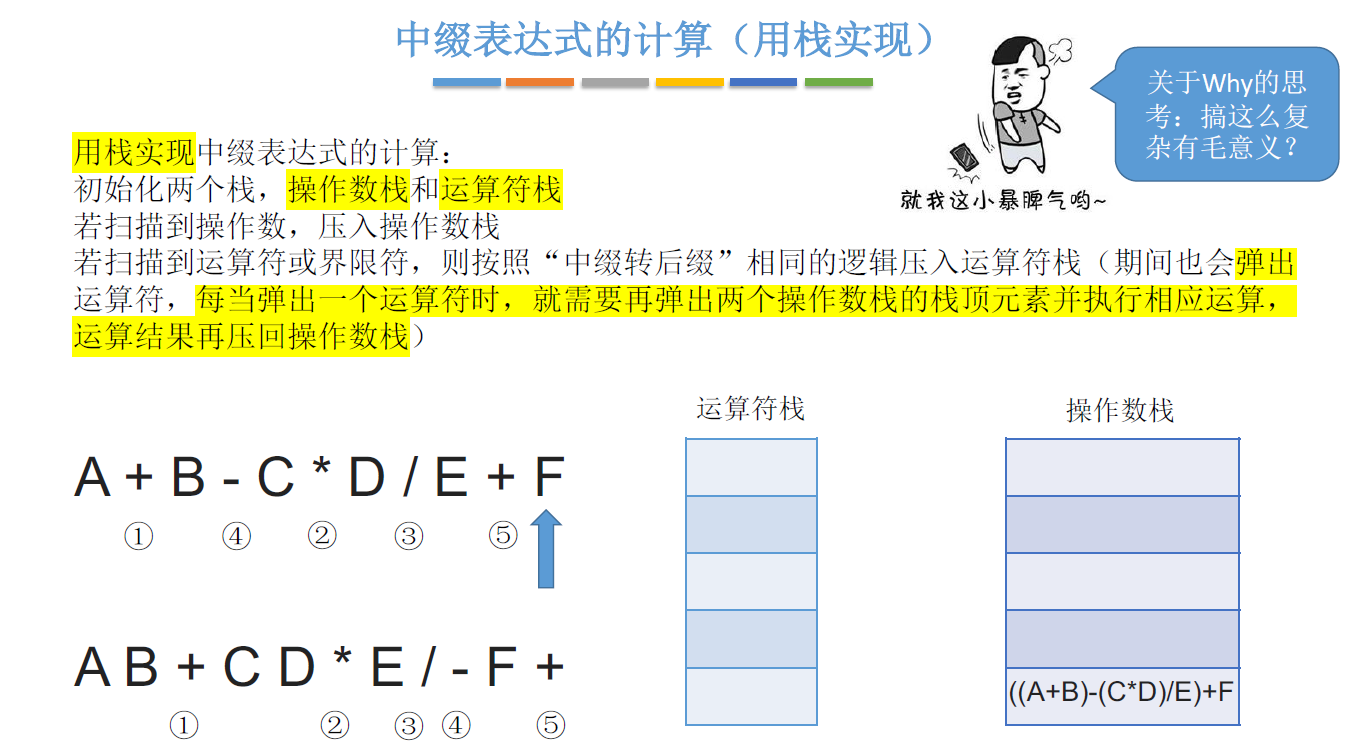 中缀表达式的计算（用栈实现）
关于Why的思
考：搞这么复
杂有毛意义？
就我这小暴脾气哟~
用栈实现中缀表达式的计算：
初始化两个栈，操作数栈和运算符栈
若扫描到操作数，压入操作数栈
若扫描到运算符或界限符，则按照“中缀转后缀”相同的逻辑压入运算符栈（期间也会弹出
运算符，每当弹出一个运算符时，就需要再弹出两个操作数栈的栈顶元素并执行相应运算，
运算结果再压回操作数栈）
运算符栈
操作数栈
A + B - C * D / E + F
① ④ ② ③ ⑤
A B + C D * E / - F +
① ② ③ ④ ⑤
((A+B)-(C*D)/E)+F